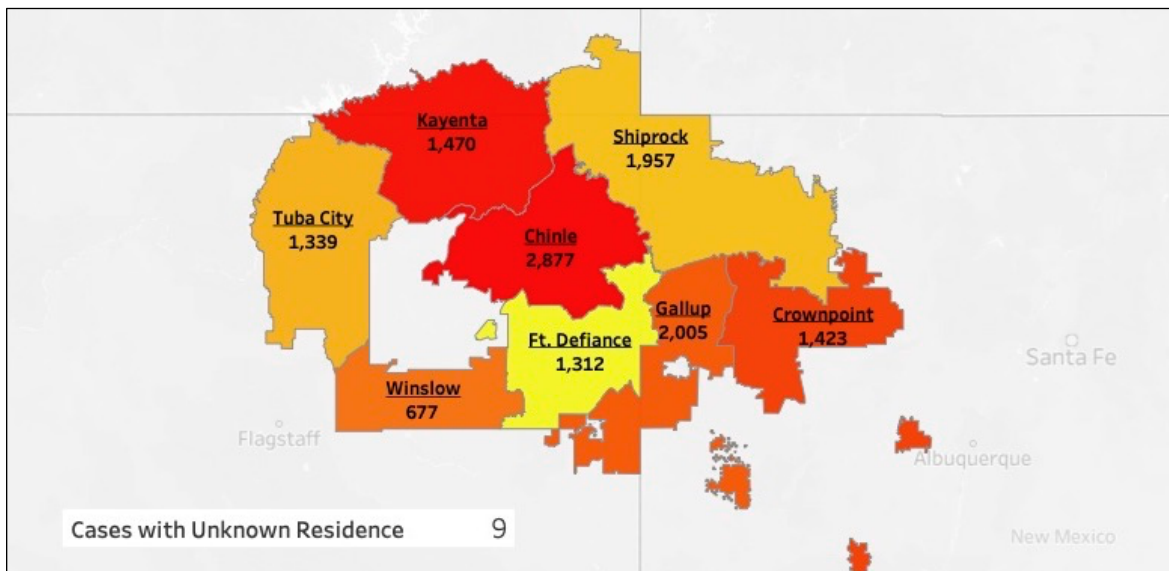 Kayenta
1,470
Shiprock
1,957
Tuba City
1,339
Chinle
2,877
Gallup
2,005
Crownpoint
1,423
Ft. Defiance
1,312
Winslow
677
Santa Fe
Flagstaff
Albuquerque
Cases with Unknown Residence 9
New Mexico